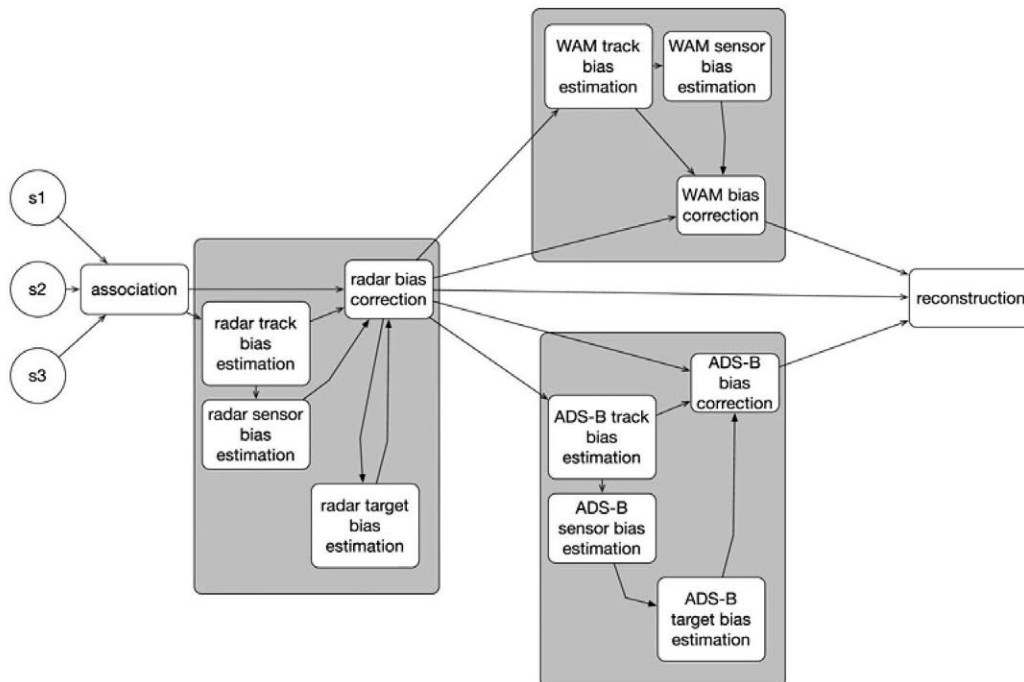 WAM track
bias
estimation
WAM sensor
bias
estimation
WAM bias
correction
s1
s2
s3
association
radar bias
correction
radar track
bias
estimation
radar sensor
bias
estimation
radar target
bias
estimation
reconstruction
ADS-B
bias
correction
ADS-B track
bias
estimation
ADS-B
sensor bias
estimation
ADS-B
target bias
estimation